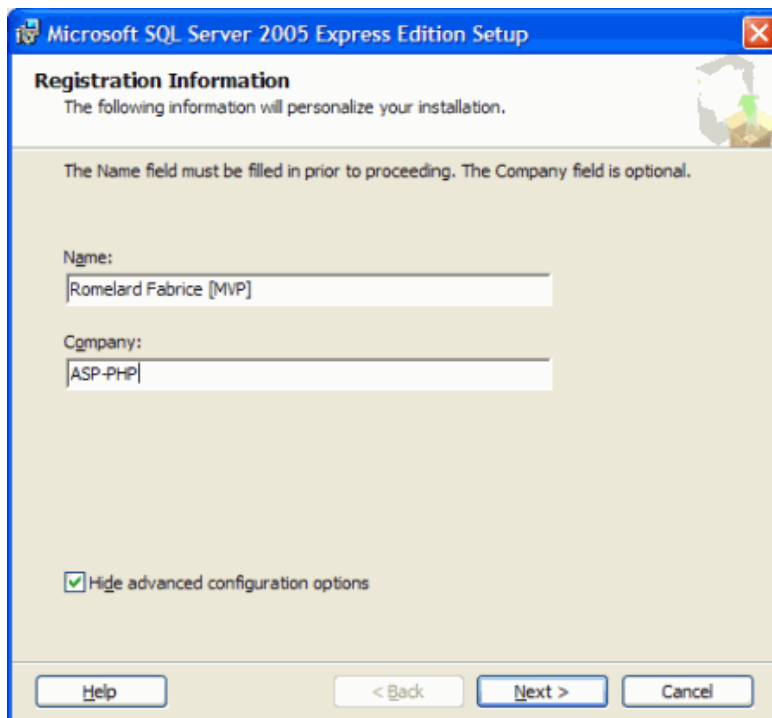 Microsoft SQL Server 2005 Express Edition Setup
Registration Information
The following information will personalize your installation.
The Name field must be filled in prior to proceeding. The Company field is optional.
Name:
Romelard Fabrice [MVP]
Company:
ASP-PHP
Hide advanced configuration options
Help
< Back
Next >
Cancel